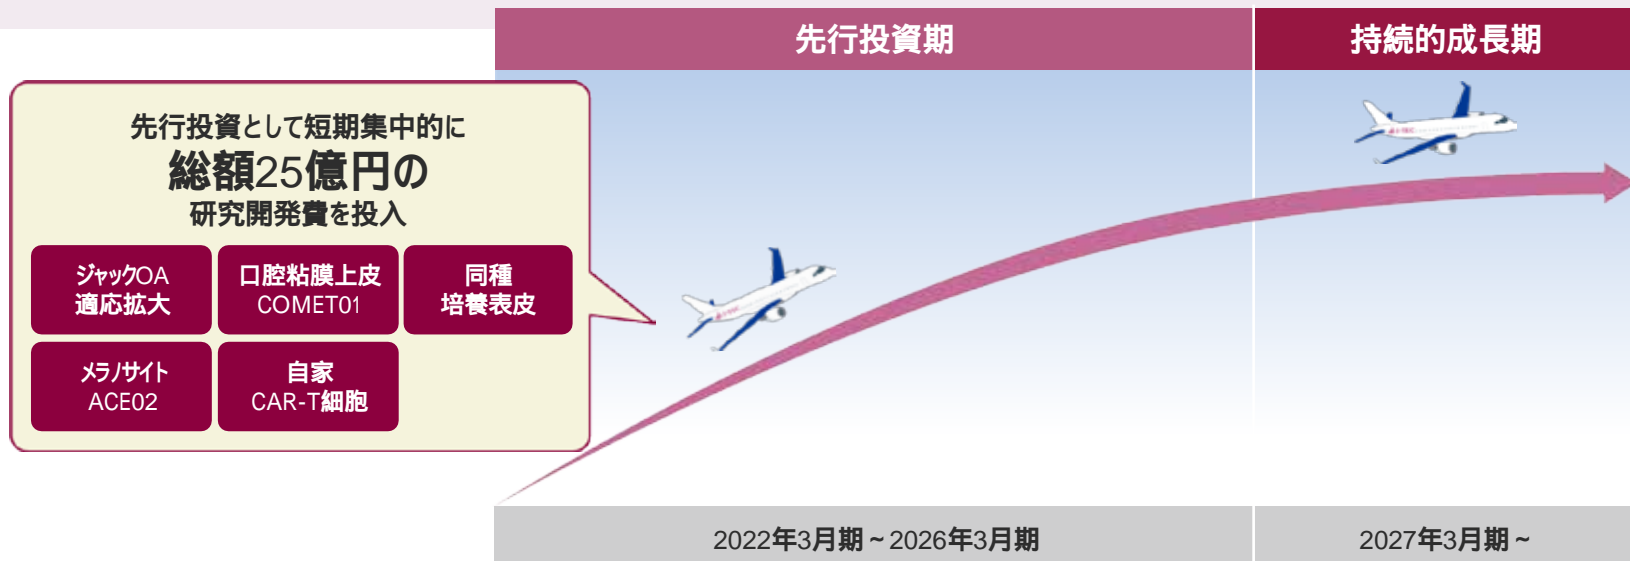 先行投資期
持続的成長期
先行投資として短期集中的に
総額25億円の
研究開発費を投入
ジャックOA
適応拡大
口腔粘膜上皮
COMET01
同種
培養表皮
メラノサイト
ACE02
自家
CAR-T細胞
2022年3月期~2026年3月期
2027年3月期~